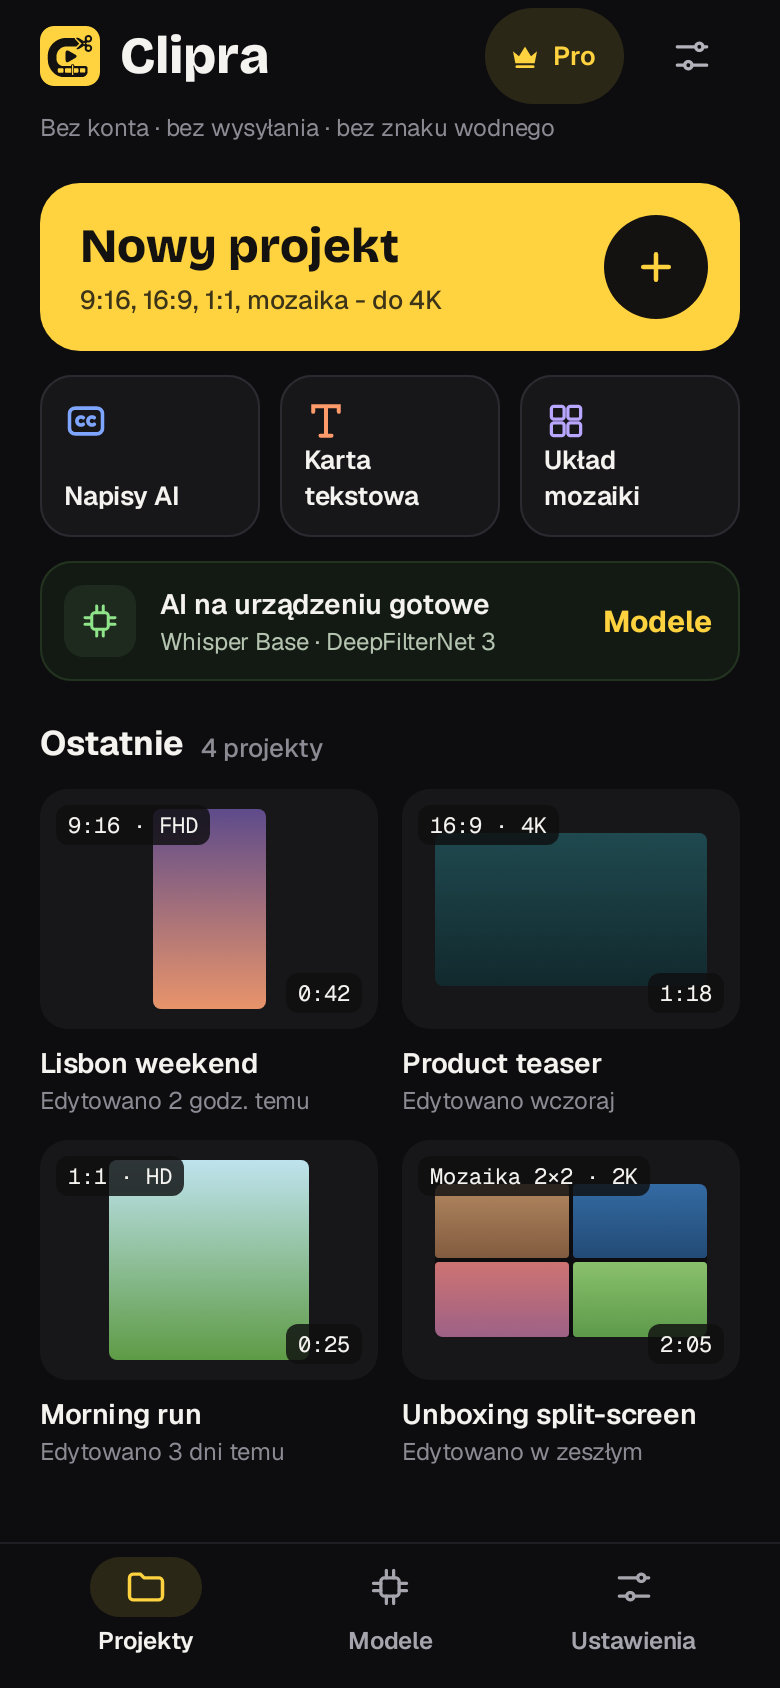 Clipra
Pro
Bez konta · bez wysyłania · bez znaku wodnego
Nowy projekt
9:16, 16:9, 1:1, mozaika - do 4K
Napisy AI
Karta
tekstowa
Układ
mozaiki
AI na urządzeniu gotowe
Whisper Base · DeepFilterNet 3
Modele
Ostatnie 4 projekty
9:16 · FHD
0:42
16:9 · 4K
1:18
Lisbon weekend
Edytowano 2 godz. temu
Product teaser
Edytowano wczoraj
1:1 · HD
0:25
Mozaika 2×2 · 2K
2:05
Morning run
Edytowano 3 dni temu
Unboxing split-screen
Edytowano w zeszłym
Projekty
Modele
Ustawienia